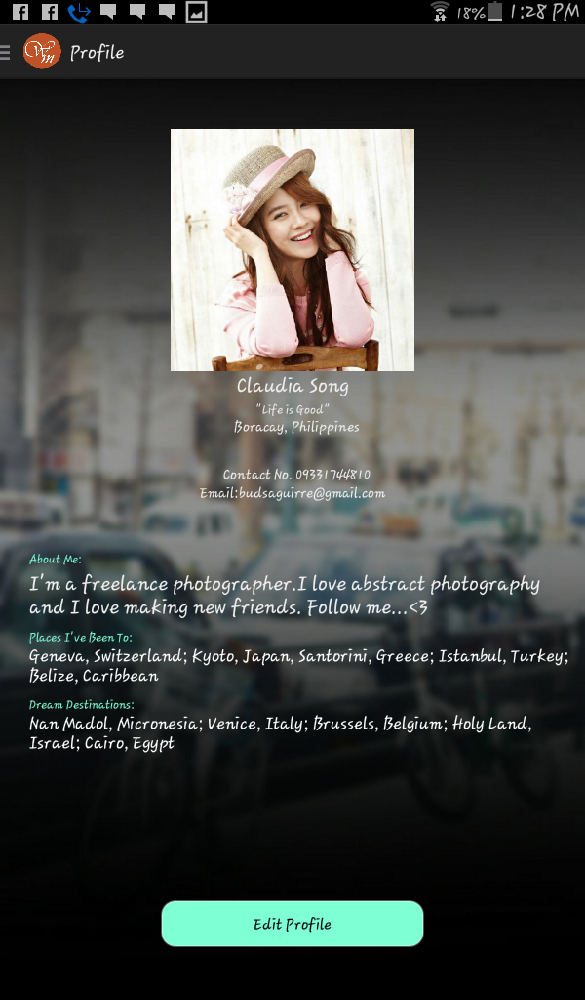 18% 1:28 PM
Wm Profile
Claudia Song
"Life is Good"
Boracay, Philippines
Contact No. 09331744810
Email:budsaguirre@gmail.com
About Me:
I'm a freelance photographer.I love abstract photography
and I love making new friends. Follow me...<3
Places I've Been To:
Geneva, Switzerland; Kyoto, Japan, Santorini, Greece; Istanbul, Turkey;
Belize, Caribbean
Dream Destinations:
Nan Madol, Micronesia; Venice, Italy; Brussels, Belgium; Holy Land,
Israel; Cairo, Egypt
Edit Profile